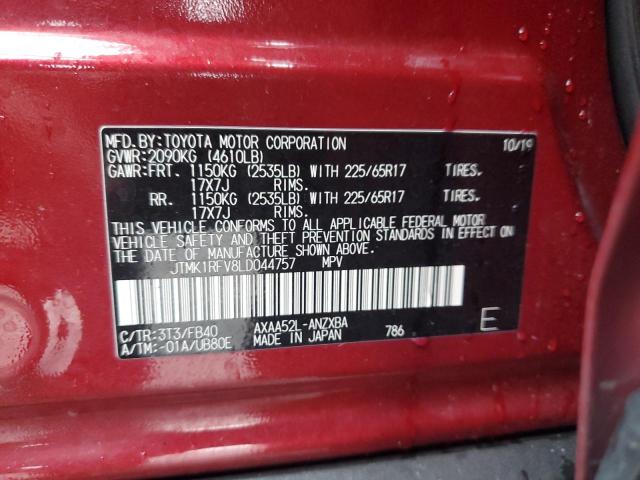 MFD.BY:TOYOTA MOTOR CORPORATION 10/19
GVWR:2090KG (4610LB)
GAWR:FRT. 1150KG (2535LB) WITH 225/65R17 TIRES.
17X7J RIMS.
RR. 1150KG (2535LB) WITH 225/65R17 TIRES.
17X7J RIMS.
THIS VEHICLE CONFORMS TO ALL APPLICABLE FEDERAL MOTOR
VEHICLE SAFETY AND THEFT PREVENTION STANDARDS IN EFFECT ON
THE DATE OF MANUFACTURE SHOWN ABOVE.
JTMK1RFV8LD044757 MPV
C/TR:3T3/FB40 AXAA52L-ANZXBA
A/TM:-01A/UB80E MADE IN JAPAN 786 E